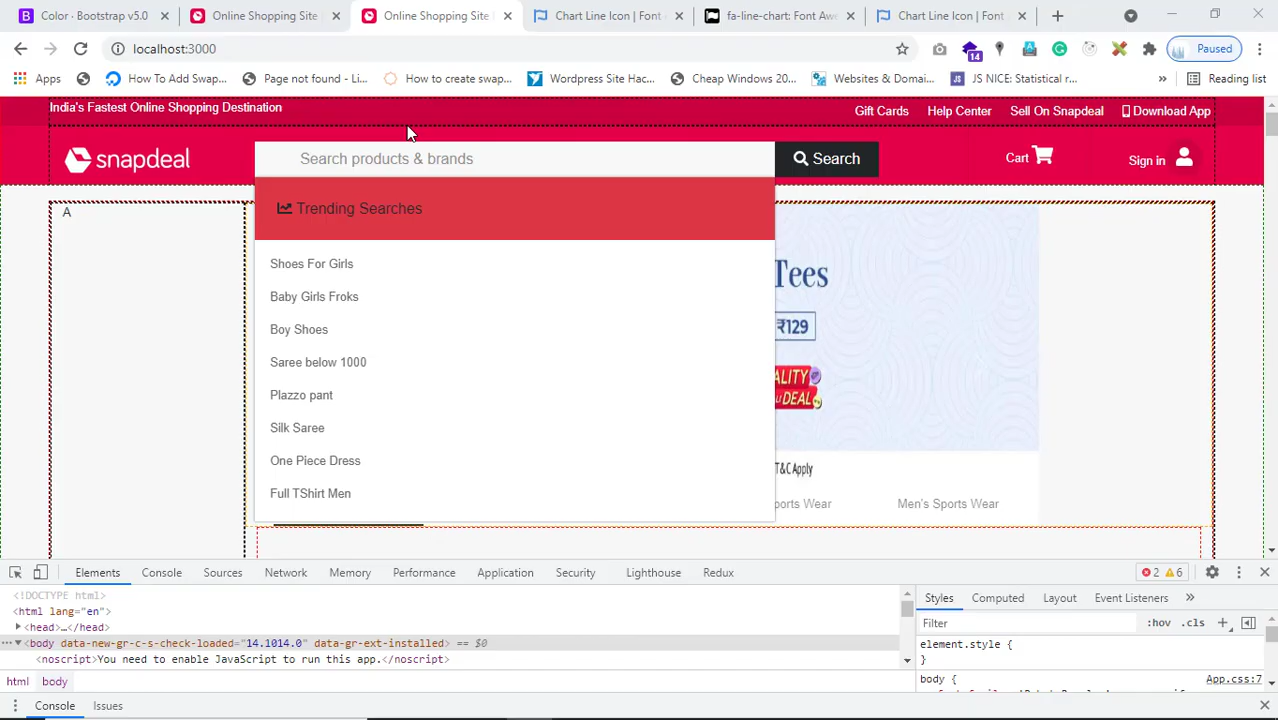 Color · Bootstrap v5.0
Online Shopping Site
Online Shopping Site
Chart Line Icon | Font
fa-line-chart: Font Awe
Chart Line Icon | Font
localhost:3000
14
Paused
Apps
How To Add Swap...
Page not found - Li...
How to create swap...
Wordpress Site Hac...
Cheap Windows 20...
Websites & Domai...
JS NICE: Statistical r...
»
Reading list
India's Fastest Online Shopping Destination
Gift Cards
Help Center
Sell On Snapdeal
Download App
snapdeal
Search products & brands
Search
Cart
Sign in
A
Trending Searches
Shoes For Girls
Baby Girls Froks
Boy Shoes
Saree below 1000
Plazzo pant
Silk Saree
One Piece Dress
Full TShirt Men
Tees
₹129
ALITY
DEAL
T&C Apply
ports Wear
Men's Sports Wear
Elements
Console
Sources
Network
Memory
Performance
Application
Security
Lighthouse
Redux
2
6
<!DOCTYPE html>
<html lang="en">
<head>…</head>
<body data-new-gr-c-s-check-loaded="14.1014.0" data-gr-ext-installed> == $0
<noscript>You need to enable JavaScript to run this app.</noscript>
html
body
Styles
Computed
Layout
Event Listeners
»
Filter
:hov
.cls
element.style {
}
body {
App.css:7
Console
Issues